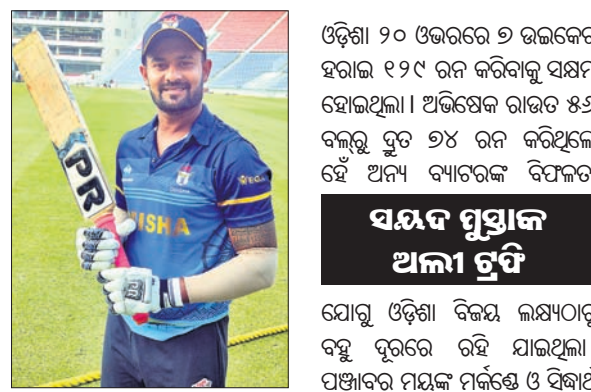 PR
ISHA
ଓଡ଼ିଶା ୨୦ ଓଭରରେ ୭ ଉଇକେଟ
ହରାଇ ୧୨୯ ରନ କରିବାକୁ ସକ୍ଷମ
ହୋଇଥିଲା । ଅଭିଷେକ ରାଉତ ୫୬
ବଲ୍‌ରୁ ଦ୍ରୁତ ୭୪ ରନ କରିଥିଲେ
ହେଁ ଅନ୍ୟ ବ୍ୟାଟରଙ୍କ ବିଫଳତା
ସୟଦ ମୁସ୍ତାକ
ଅଲୀ ଟ୍ରଫି
ଯୋଗୁ ଓଡ଼ିଶା ବିଜୟ ଲକ୍ଷ୍ୟଠାରୁ
ବହୁ ଦୂରରେ ରହି ଯାଇଥିଲା
ପଞ୍ଜାବର ମୟଙ୍କ ମର୍କଣ୍ଡେ ଓ ସିଦ୍ଧାର୍ଥ